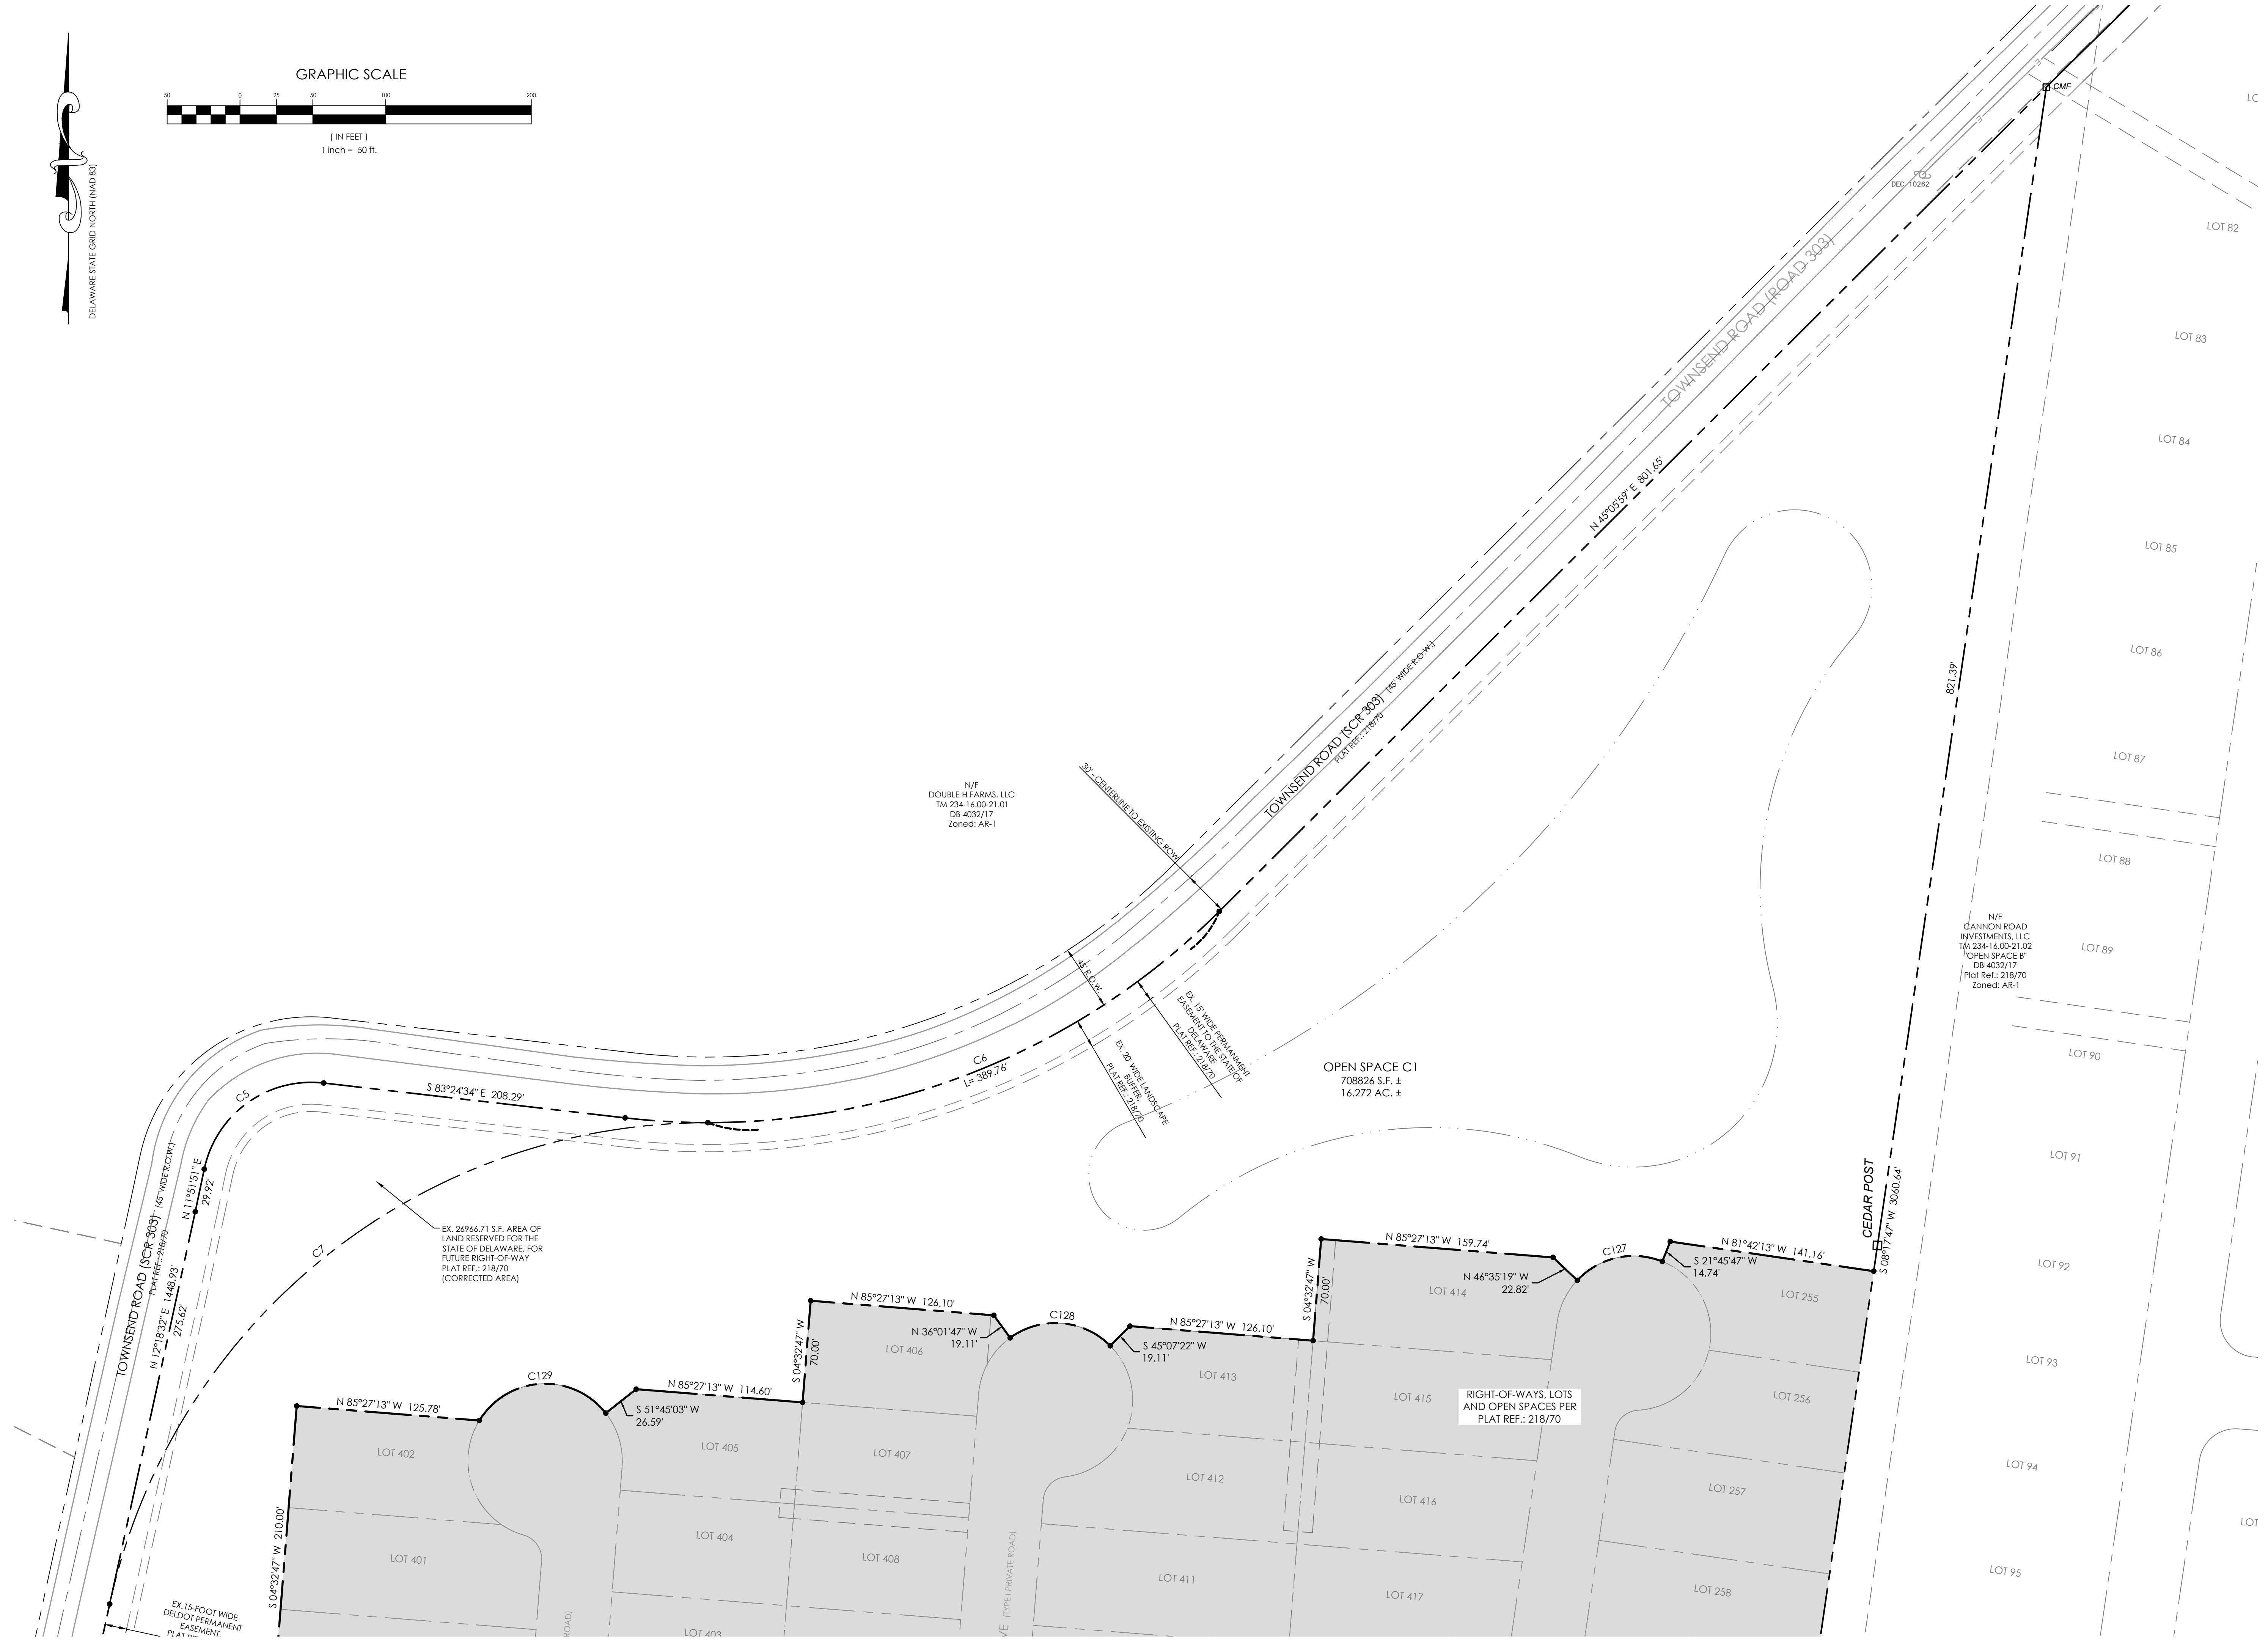 GRAPHIC SCALE
50 0 25 50 100 200
( IN FEET )
1 inch = 50 ft.
DELAWARE STATE GRID NORTH (NAD 83)
CMF
DEC 10262
LOT 82
LOT 83
LOT 84
LOT 85
LOT 86
LOT 87
LOT 88
LOT 89
LOT 90
LOT 91
LOT 92
LOT 93
LOT 94
LOT 95
TOWNSEND ROAD (ROAD 303)
N 45°05'59" E 801.65'
821.39'
TOWNSEND ROAD (SCR 303) (45' WIDE R.O.W.)
PLAT REF.: 218/70
N/F
DOUBLE H FARMS, LLC
TM 234-16.00-21.01
DB 4032/17
Zoned: AR-1
30' - CENTERLINE TO EXISTING ROW
45' R.O.W.
N/F
CANNON ROAD
INVESTMENTS, LLC
TM 234-16.00-21.02
"OPEN SPACE B"
DB 4032/17
Plat Ref.: 218/70
Zoned: AR-1
EX. 15' WIDE PERMANMENT
EASEMENT TO THE STATE OF
DELAWARE
PLAT REF.: 218/70
EX. 20' WIDE LANDSCAPE
BUFFER,
PLAT REF.: 218/70
C6
L= 389.76'
OPEN SPACE C1
708826 S.F. ±
16.272 AC. ±
C5
S 83°24'34" E 208.29'
N 11°51'51" E
29.92'
TOWNSEND ROAD (SCR 303) (45' WIDE R.O.W.)
PLAT REF.: 218/70
N 12°18'32" E 1448.93'
275.62'
C7
EX. 26966.71 S.F. AREA OF
LAND RESERVED FOR THE
STATE OF DELAWARE, FOR
FUTURE RIGHT-OF-WAY
PLAT REF.: 218/70
(CORRECTED AREA)
CEDAR POST
S 08°17'47" W 3060.64'
N 85°27'13" W 159.74'
N 46°35'19" W
22.82'
C127
S 21°45'47" W
14.74'
N 81°42'13" W 141.16'
S 04°32'47" W
70.00'
N 85°27'13" W 126.10'
N 36°01'47" W
19.11'
C128
S 45°07'22" W
19.11'
N 85°27'13" W 126.10'
S 04°32'47" W
70.00'
C129
N 85°27'13" W 125.78'
S 51°45'03" W
26.59'
N 85°27'13" W 114.60'
S 04°32'47" W 210.00'
LOT 414
LOT 255
LOT 406
LOT 413
LOT 415
RIGHT-OF-WAYS, LOTS
AND OPEN SPACES PER
PLAT REF.: 218/70
LOT 256
LOT 402
LOT 405
LOT 407
LOT 412
LOT 416
LOT 257
LOT 401
LOT 404
LOT 408
LOT 411
LOT 417
LOT 258
LOT 403
VE (TYPE I PRIVATE ROAD)
ROAD)
EX.15-FOOT WIDE
DELDOT PERMANENT
EASEMENT
LOT